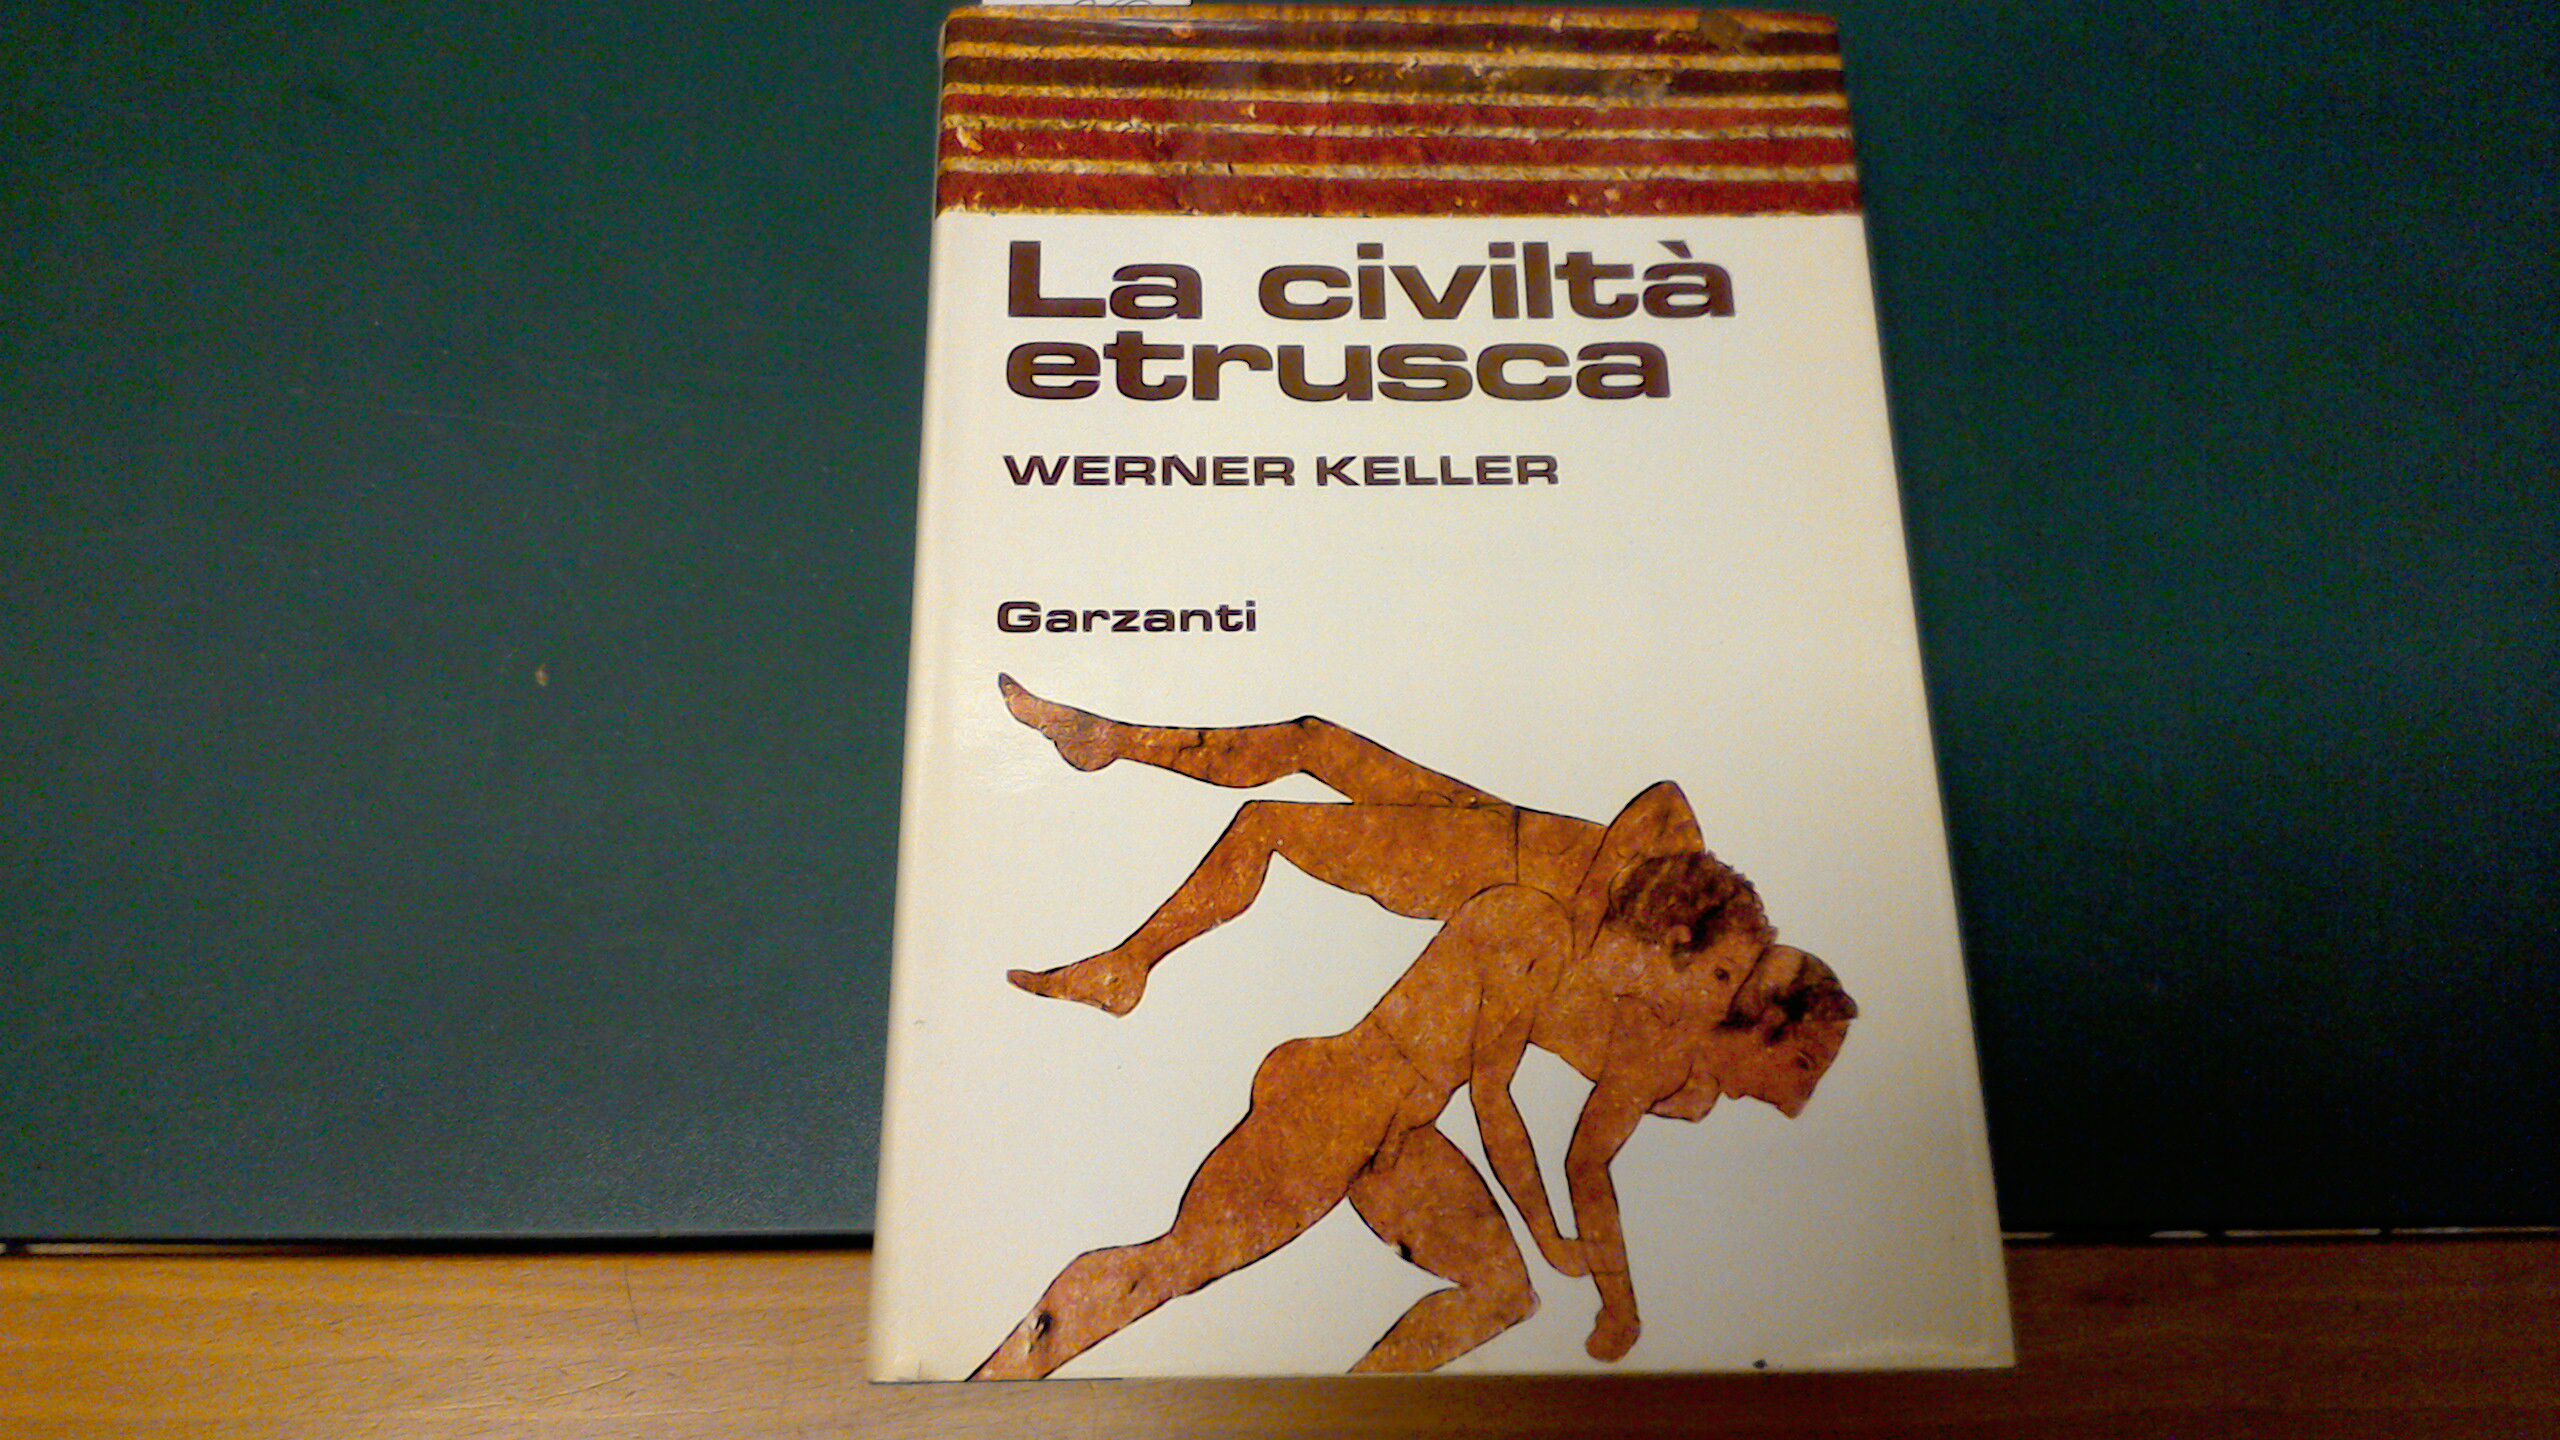 La civiltà
etrusca
WERNER KELLER
Garzanti